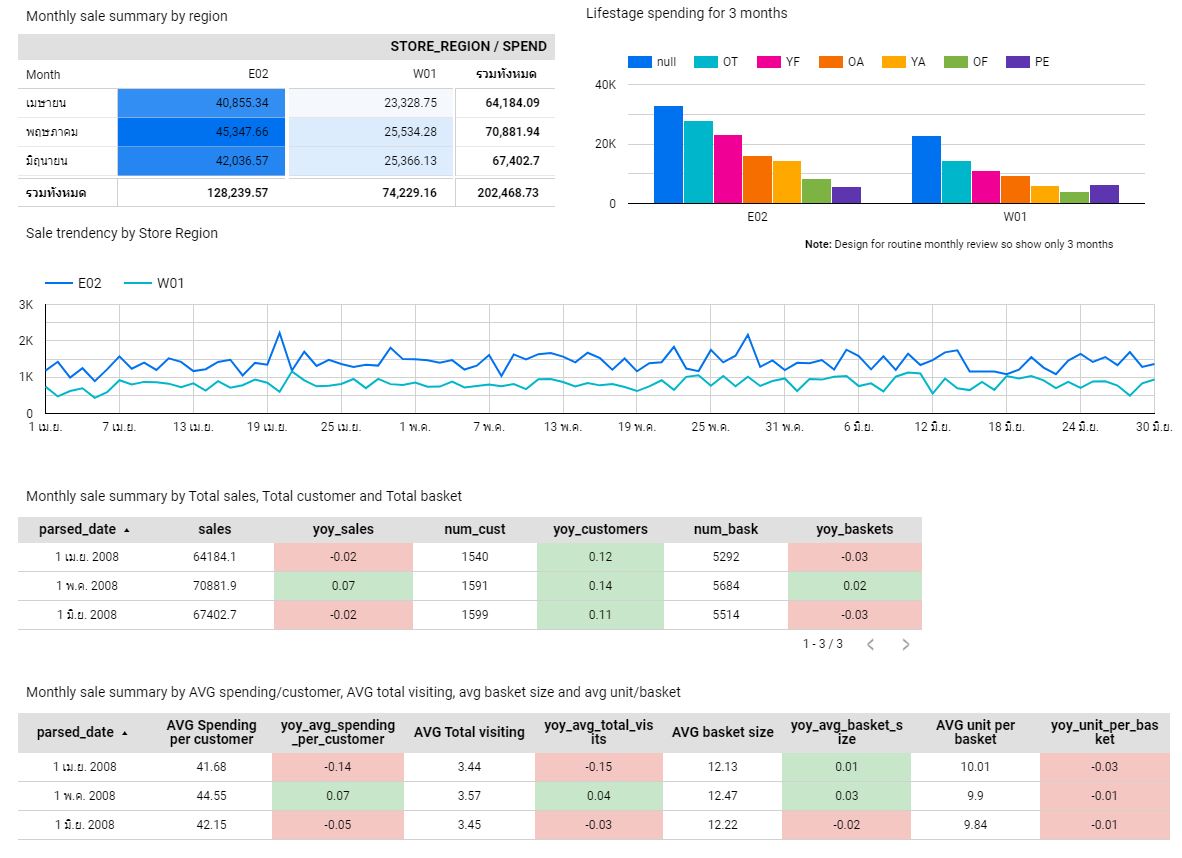 Monthly sale summary by region
STORE_REGION / SPEND
Month E02 W01 รวมทั้งหมด
เมษายน 40,855.34 23,328.75 64,184.09
พฤษภาคม 45,347.66 25,534.28 70,881.94
มิถุนายน 42,036.57 25,366.13 67,402.7
รวมทั้งหมด 128,239.57 74,229.16 202,468.73
Lifestage spending for 3 months
null OT YF OA YA OF PE
40K
20K
0
E02 W01
Note: Design for routine monthly review so show only 3 months
Sale trendency by Store Region
E02 W01
3K
2K
1K
0
1 เม.ย. 7 เม.ย. 13 เม.ย. 19 เม.ย. 25 เม.ย. 1 พ.ค. 7 พ.ค. 13 พ.ค. 19 พ.ค. 25 พ.ค. 31 พ.ค. 6 มิ.ย. 12 มิ.ย. 18 มิ.ย. 24 มิ.ย. 30 มิ.ย.
Monthly sale summary by Total sales, Total customer and Total basket
parsed_date sales yoy_sales num_cust yoy_customers num_bask yoy_baskets
1 เม.ย. 2008 64184.1 -0.02 1540 0.12 5292 -0.03
1 พ.ค. 2008 70881.9 0.07 1591 0.14 5684 0.02
1 มิ.ย. 2008 67402.7 -0.02 1599 0.11 5514 -0.03
1 - 3 / 3
Monthly sale summary by AVG spending/customer, AVG total visiting, avg basket size and avg unit/basket
parsed_date AVG Spending per customer yoy_avg_spending_per_customer AVG Total visiting yoy_avg_total_visits AVG basket size yoy_avg_basket_size AVG unit per basket yoy_unit_per_basket
1 เม.ย. 2008 41.68 -0.14 3.44 -0.15 12.13 0.01 10.01 -0.03
1 พ.ค. 2008 44.55 0.07 3.57 0.04 12.47 0.03 9.9 -0.01
1 มิ.ย. 2008 42.15 -0.05 3.45 -0.03 12.22 -0.02 9.84 -0.01